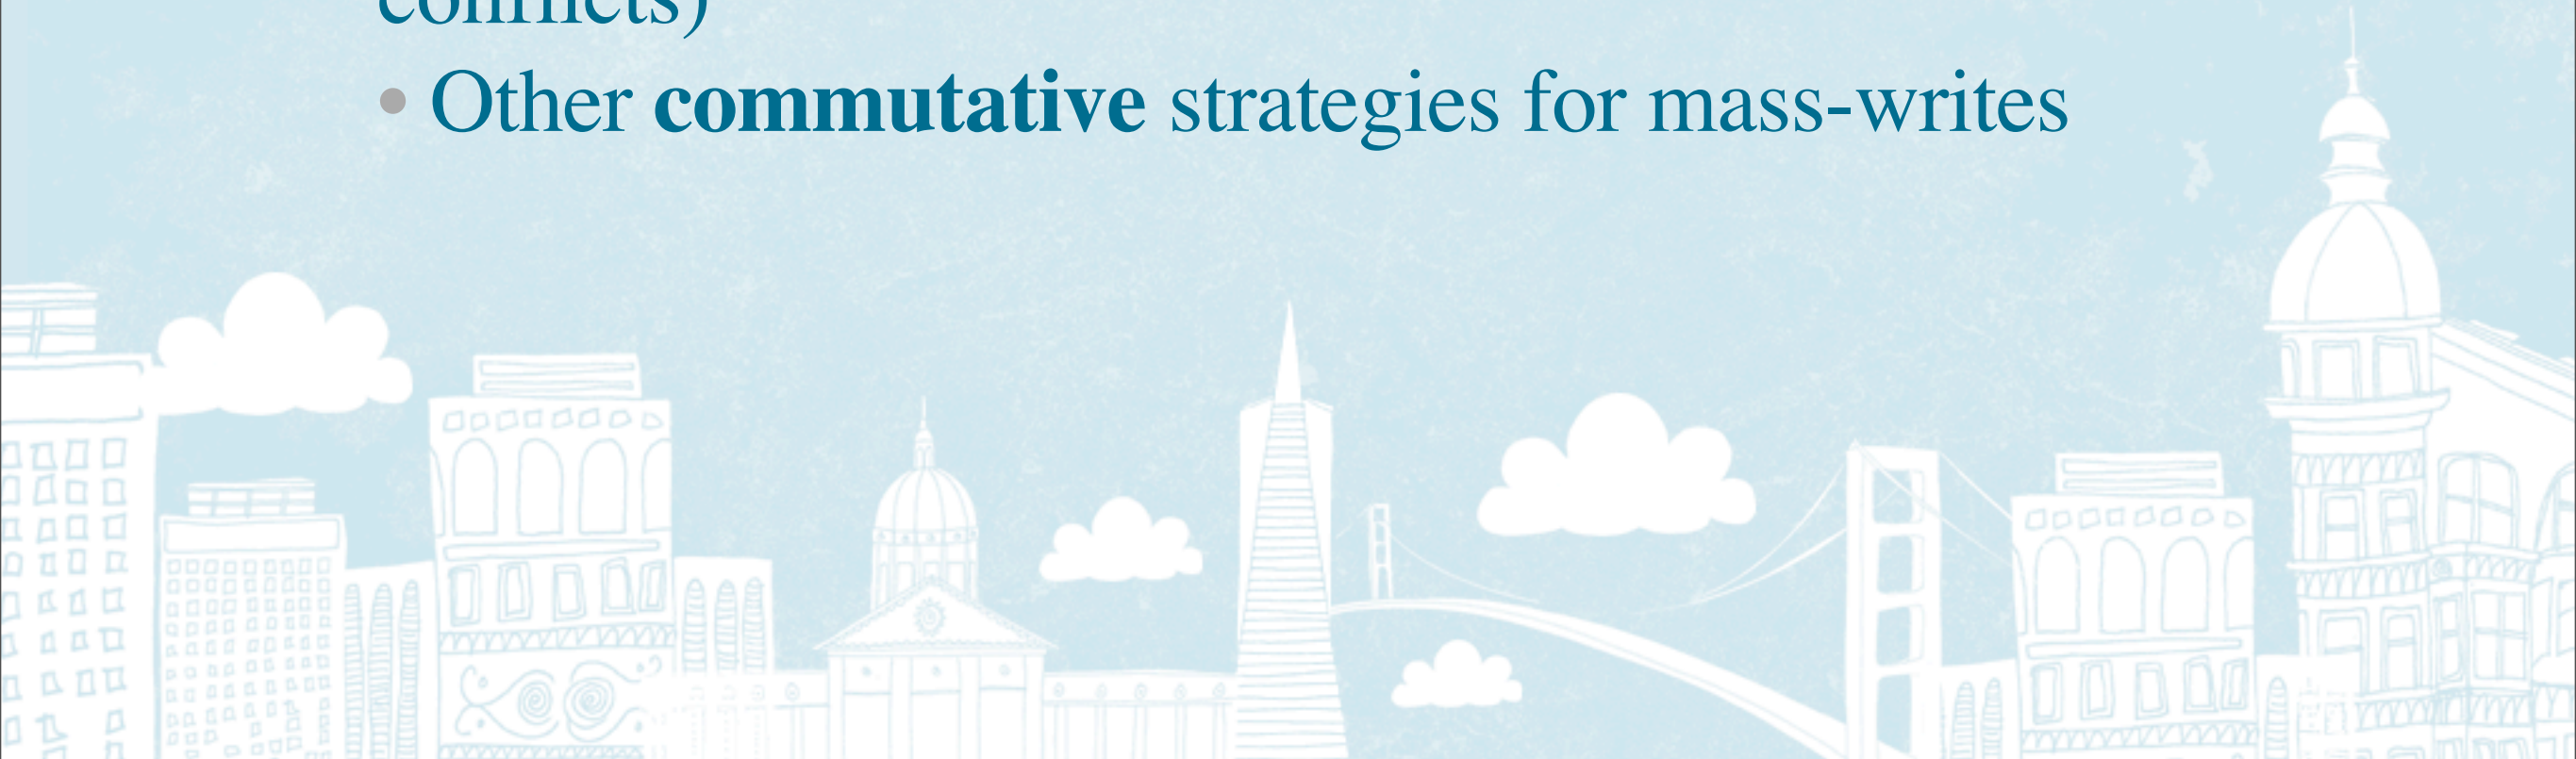 conflicts)
• Other commutative strategies for mass-writes